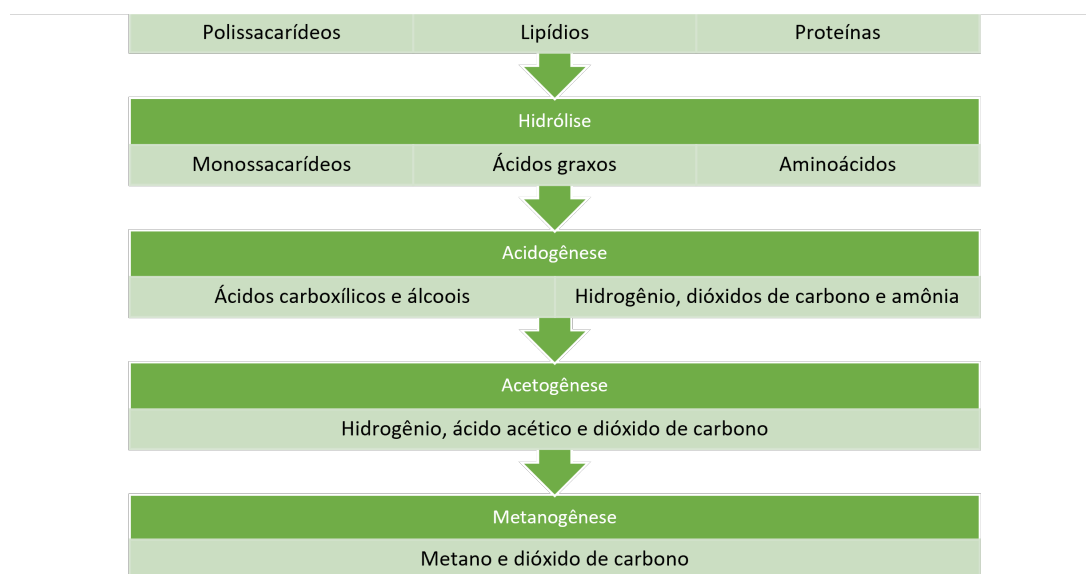 Polissacarídeos Lipídios Proteínas
Hidrólise
Monossacarídeos Ácidos graxos Aminoácidos
Acidogênese
Ácidos carboxílicos e álcoois Hidrogênio, dióxidos de carbono e amônia
Acetogênese
Hidrogênio, ácido acético e dióxido de carbono
Metanogênese
Metano e dióxido de carbono